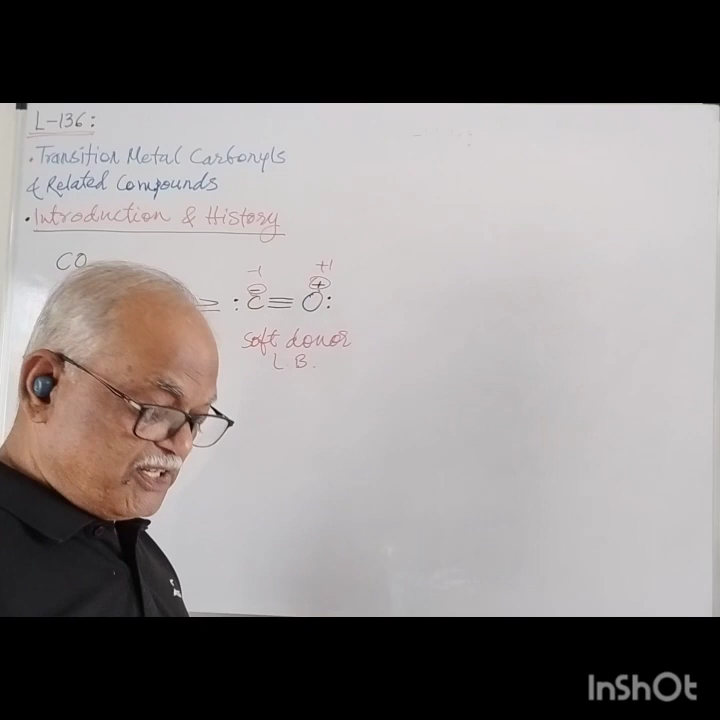 L-136:
• Transition Metal Carbonyls
& Related Compounds
• Introduction & History
CO
-1 +1
:C≡O:
soft donor
L.B.
InShOt